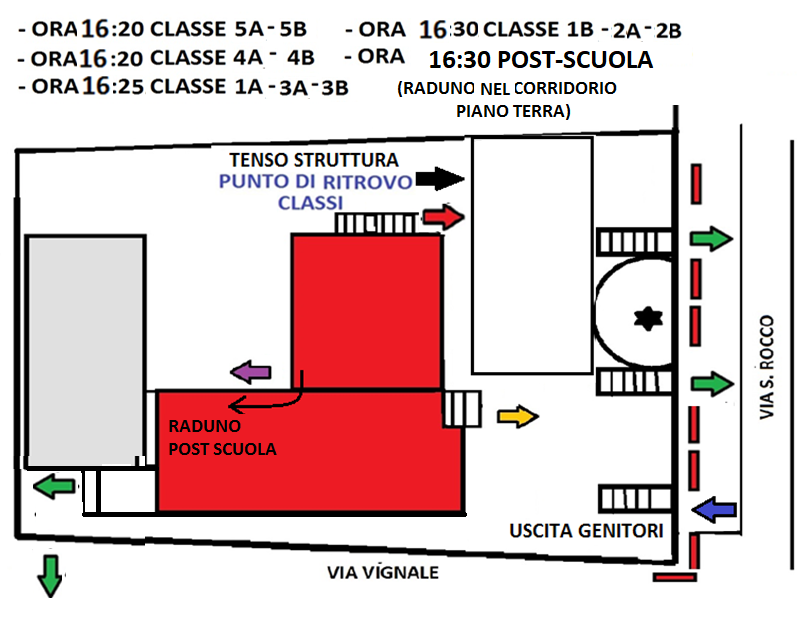 - ORA 16:20 CLASSE 5A - 5B
- ORA 16:20 CLASSE 4A - 4B
- ORA 16:25 CLASSE 1A - 3A - 3B
- ORA 16:30 CLASSE 1B - 2A - 2B
- ORA 16:30 POST-SCUOLA
(RADUNO NEL CORRIDORIO
PIANO TERRA)
TENSO STRUTTURA
PUNTO DI RITROVO
CLASSI
RADUNO
POST SCUOLA
VIA S. ROCCO
USCITA GENITORI
VIA VIGNALE